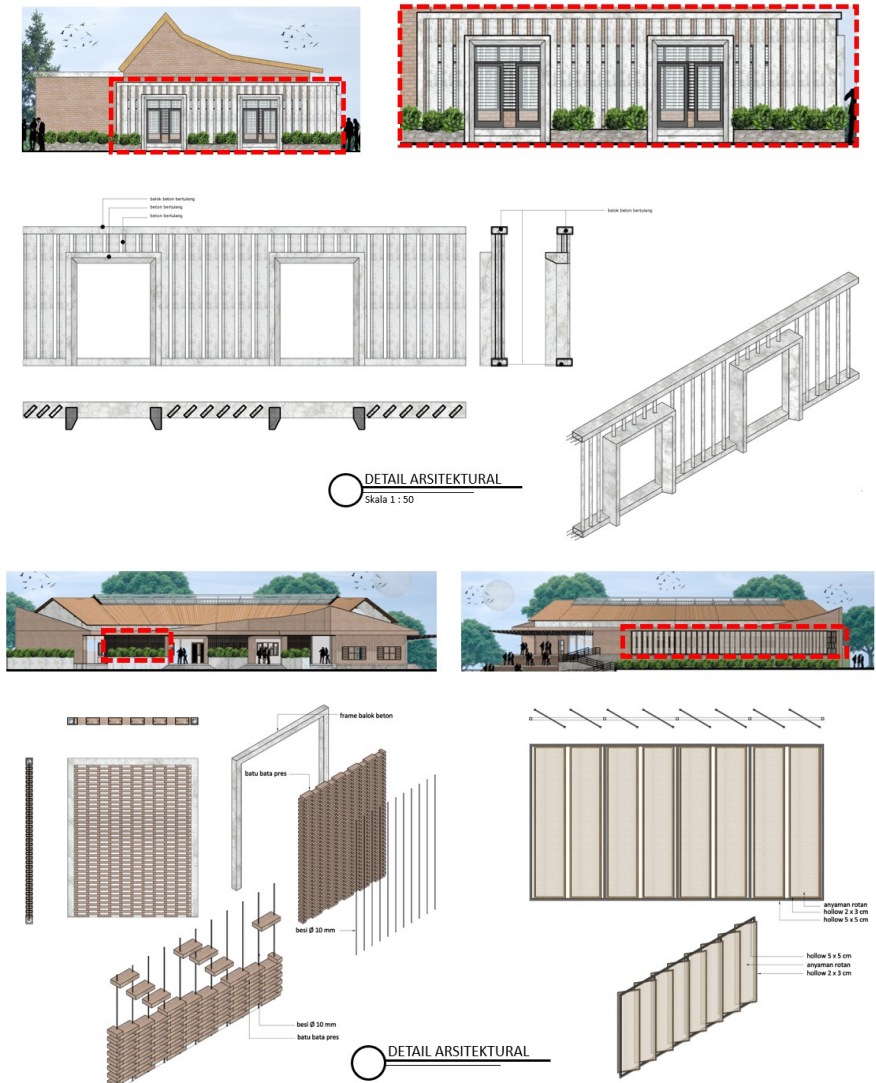 balok beton bertulang
beton bertulang
beton bertulang
balok beton bertulang
DETAIL ARSITEKTURAL
Skala 1 : 50
frame balok beton
batu bata pres
besi Ø 10 mm
besi Ø 10 mm
batu bata pres
anyaman rotan
hollow 2 x 3 cm
hollow 5 x 5 cm
hollow 5 x 5 cm
anyaman rotan
hollow 2 x 3 cm
DETAIL ARSITEKTURAL